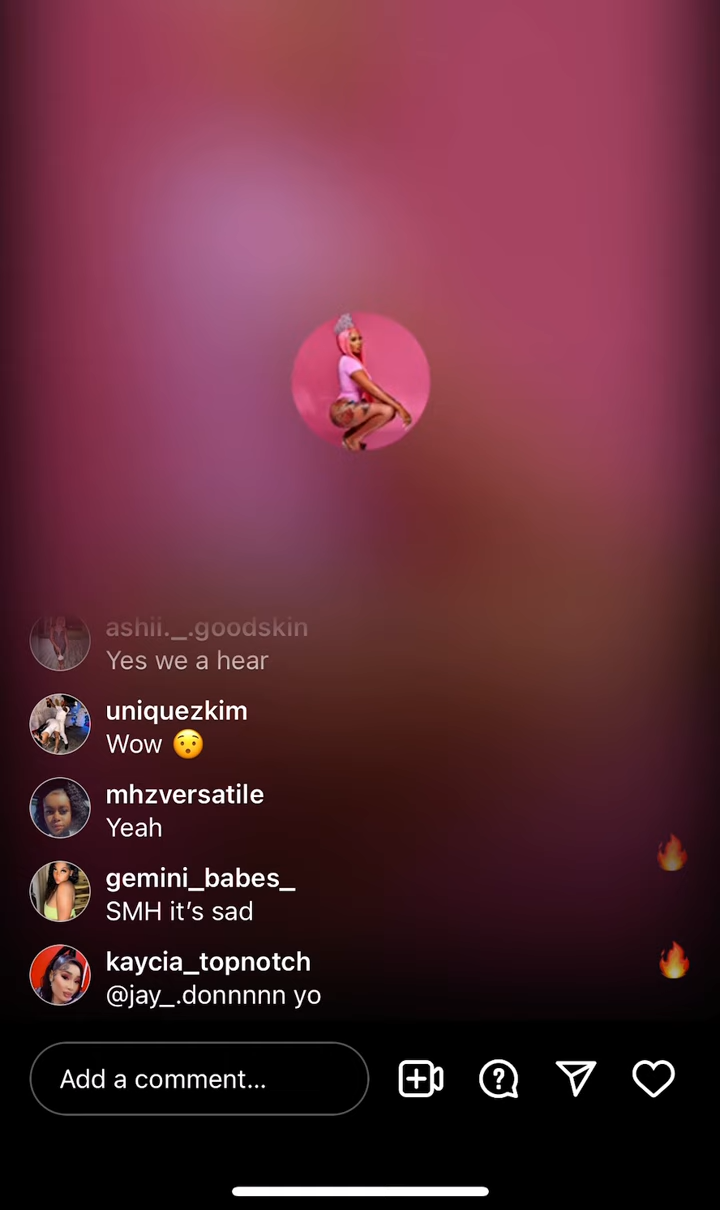 ashii._.goodskin
Yes we a hear
uniquezkim
Wow 😯
mhzversatile
Yeah
gemini_babes_
SMH it’s sad
kaycia_topnotch
@jay_.donnnnn yo
Add a comment...